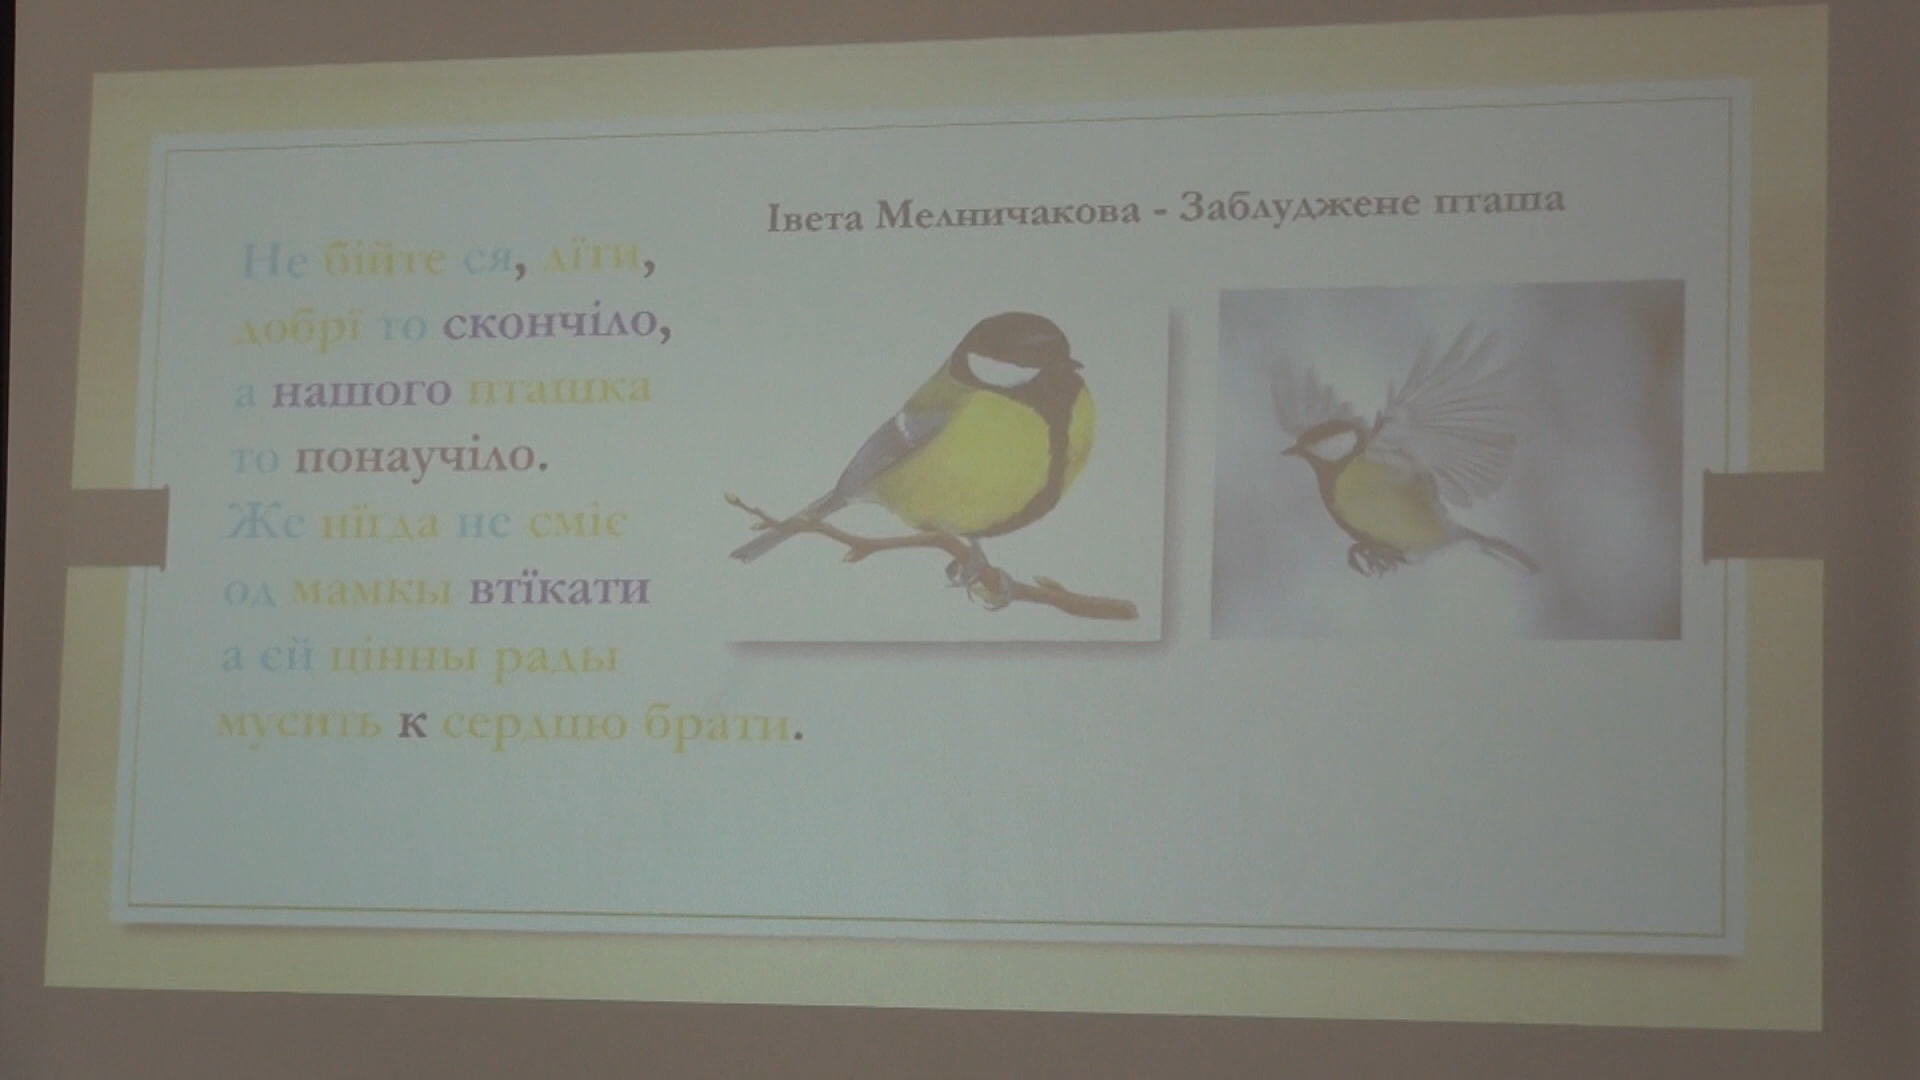 Івета Мелничакова - Заблуджене пташа
Не бійте ся, дїти,
добрї то скончіло,
а нашого пташка
то понаучіло.
Же нїґда не сміє
од мамкы втїкати
а єй цінны рады
мусить к сердцю брати.